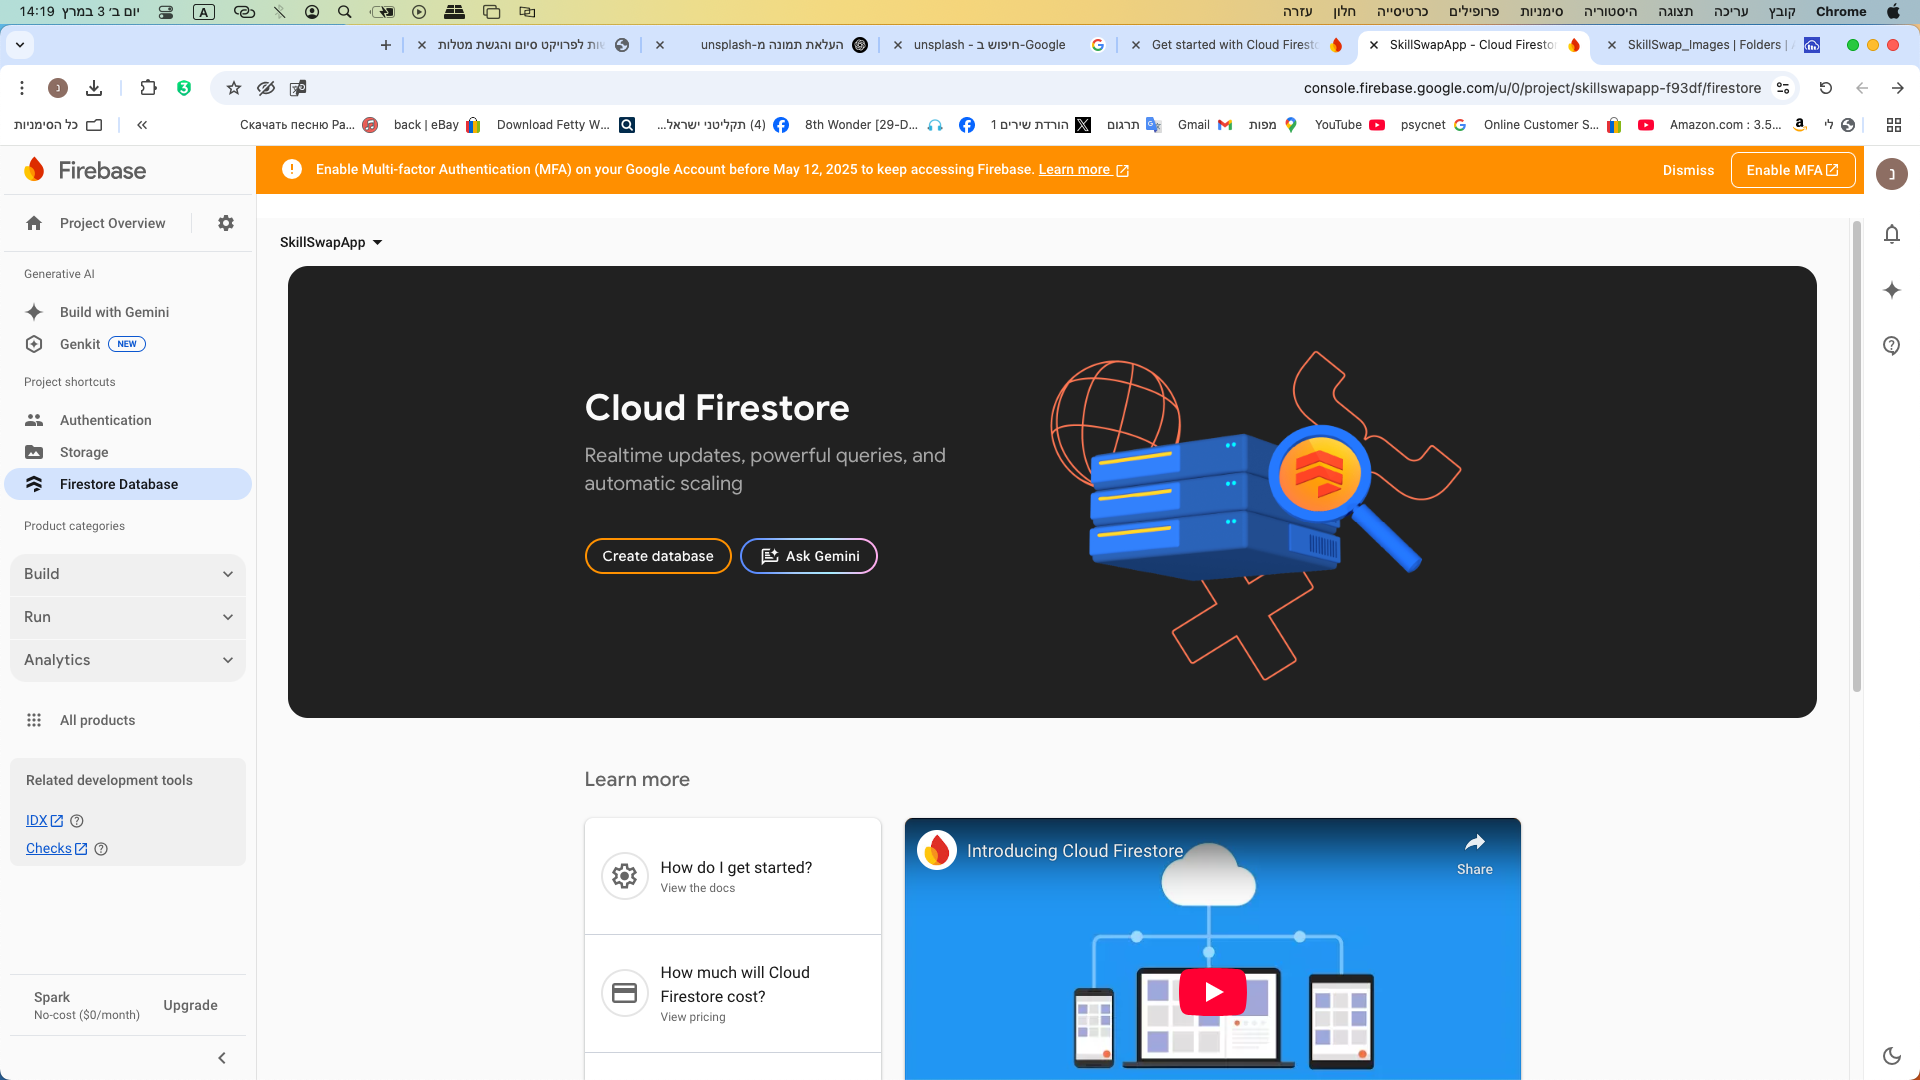 יום ב׳ 3 במרץ 14:19
A
Chrome קובץ עריכה תצוגה היסטוריה סימניות פרופילים כרטיסייה חלון עזרה
SkillSwap_Images | Folders |
SkillSwapApp - Cloud Firestor
Get started with Cloud Firesto
Google-חיפוש ב - unsplash
העלאת תמונה מ-unsplash
ות לפרויקט סיום והגשת מטלות
console.firebase.google.com/u/0/project/skillswapapp-f93df/firestore
לי
Amazon.com : 3.5...
Online Customer S...
psycnet
YouTube
מפות
Gmail
תרגום
הורדת שירים 1
8th Wonder [29-D...
(4) תקליטני ישראל...
Download Fetty W...
back | eBay
Скачать песню Pa...
כל הסימניות
Firebase
Enable Multi-factor Authentication (MFA) on your Google Account before May 12, 2025 to keep accessing Firebase. Learn more
Dismiss
Enable MFA
נ
Project Overview
SkillSwapApp
Generative AI
Build with Gemini
Genkit NEW
Project shortcuts
Authentication
Storage
Firestore Database
Product categories
Build
Run
Analytics
All products
Related development tools
IDX
Checks
Spark
No-cost ($0/month)
Upgrade
Cloud Firestore
Realtime updates, powerful queries, and
automatic scaling
Create database
Ask Gemini
Learn more
How do I get started?
View the docs
How much will Cloud
Firestore cost?
View pricing
Introducing Cloud Firestore
Share